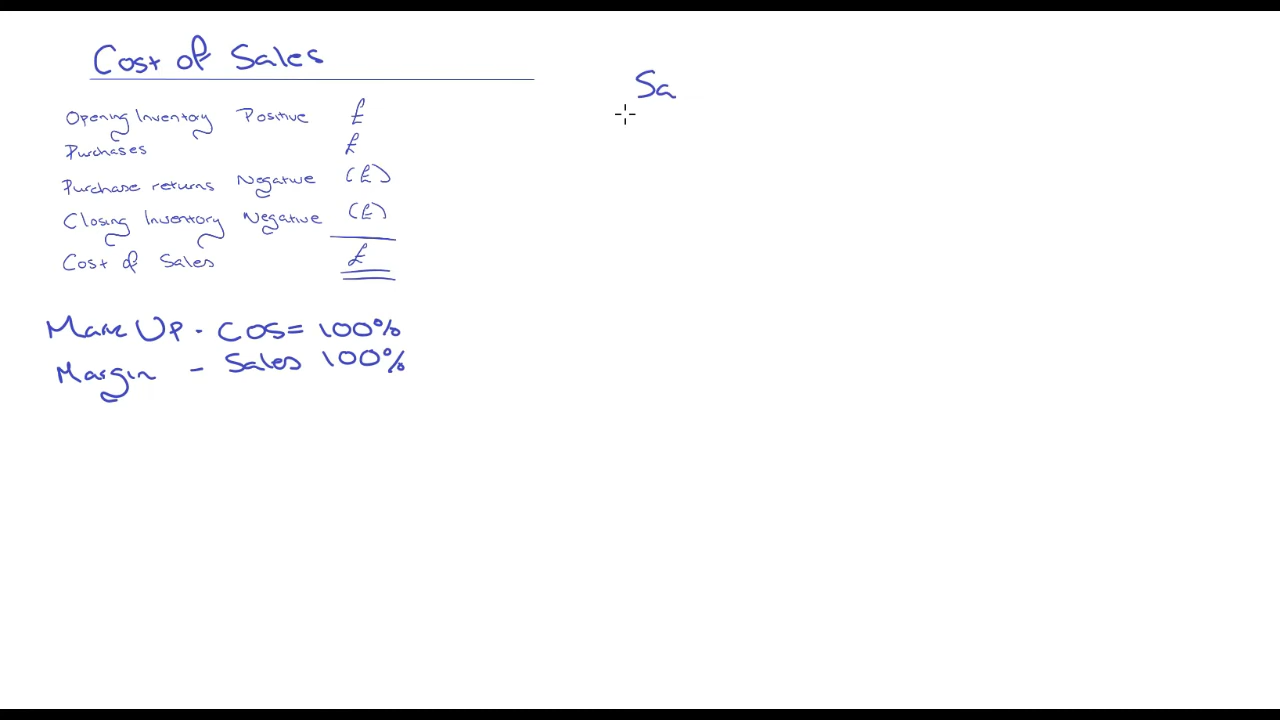 Cost of Sales
Opening Inventory Positive £
Purchases £
Purchase returns Negative (£)
Closing Inventory Negative (£)
Cost of Sales £
Mark Up - COS = 100%
Margin - Sales 100%
Sa